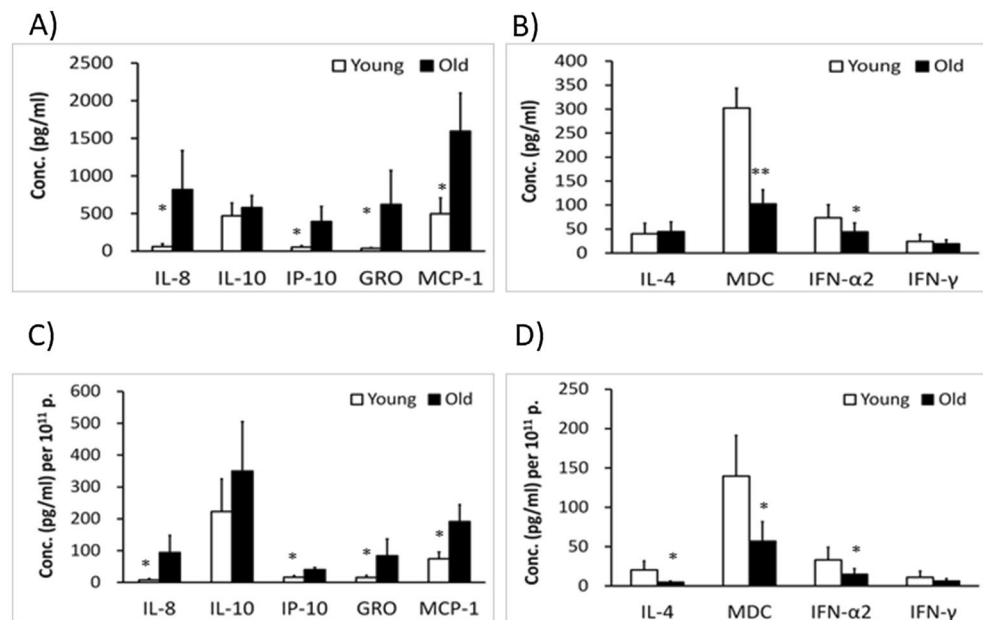 A)
Conc. (pg/ml)
2500
2000
1500
1000
500
0
Young Old
* * * *
IL-8 IL-10 IP-10 GRO MCP-1
B)
Conc. (pg/ml)
400
350
300
250
200
150
100
50
0
Young Old
** *
IL-4 MDC IFN-α2 IFN-γ
C)
Conc. (pg/ml) per 10¹¹ p.
600
500
400
300
200
100
0
Young Old
* * * *
IL-8 IL-10 IP-10 GRO MCP-1
D)
Conc. (pg/ml) per 10¹¹ p.
250
200
150
100
50
0
Young Old
* * *
IL-4 MDC IFN-α2 IFN-γ